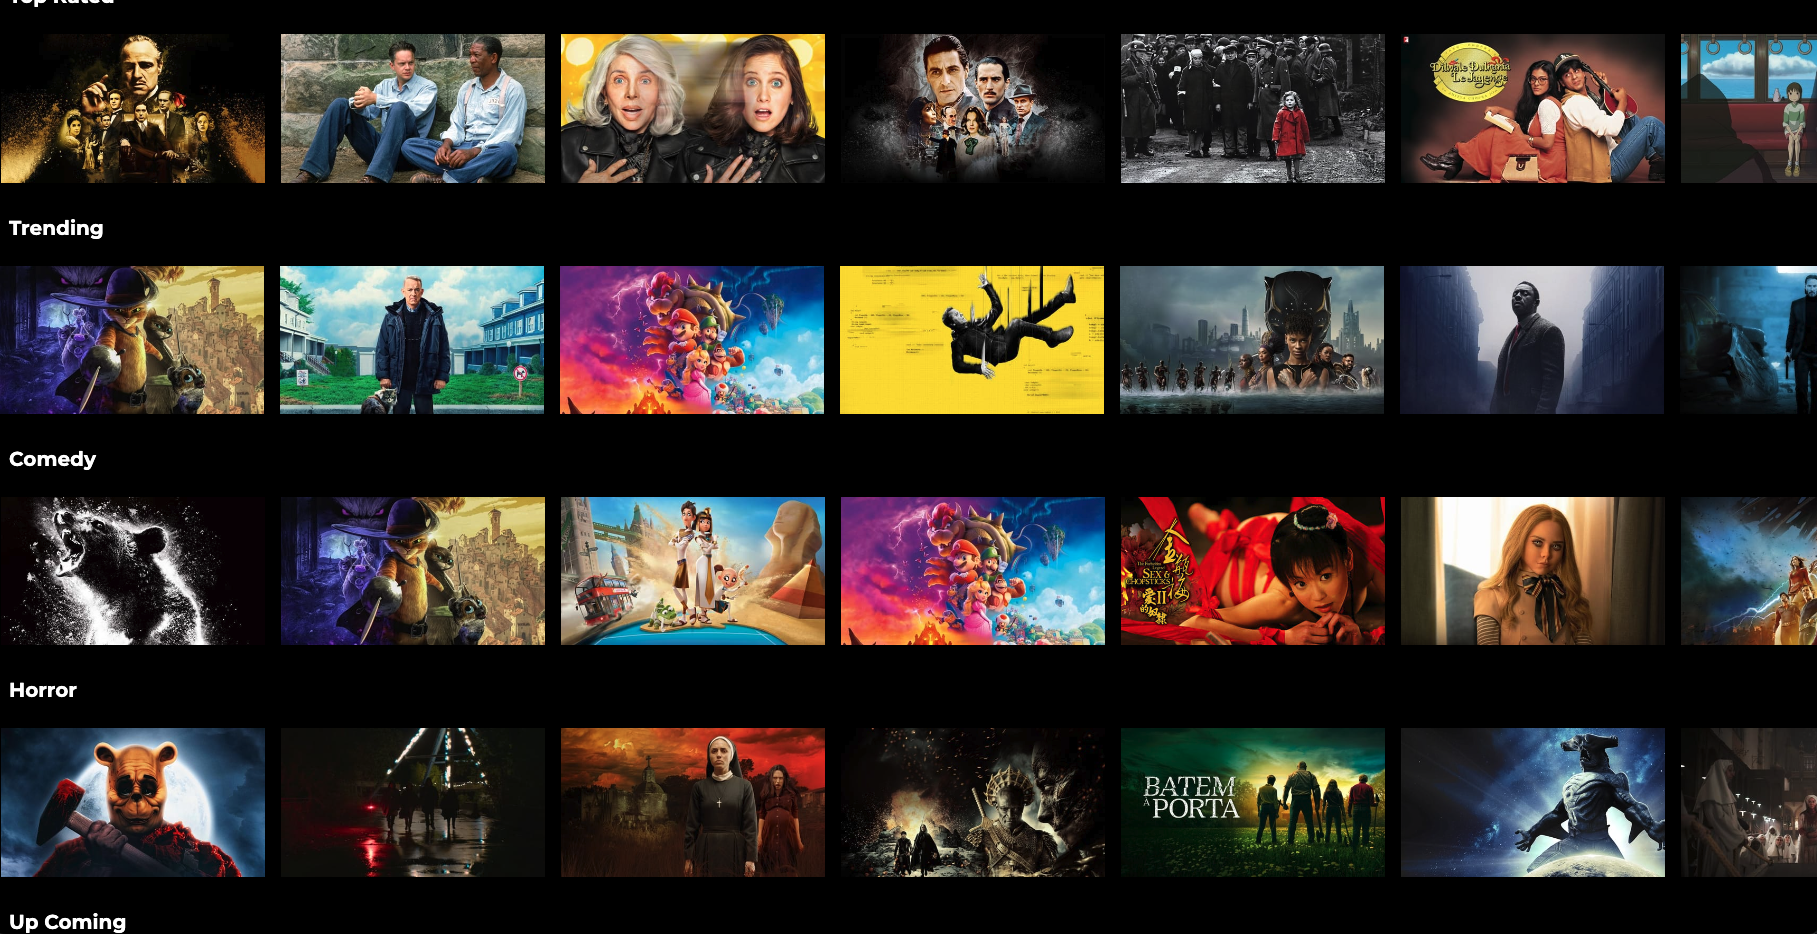 Top Rated
Dilwale Dulhania
Le Jayenge
Trending
Comedy
SEX &
CHOPSTICKS
Horror
BATEM
À PORTA
Up Coming